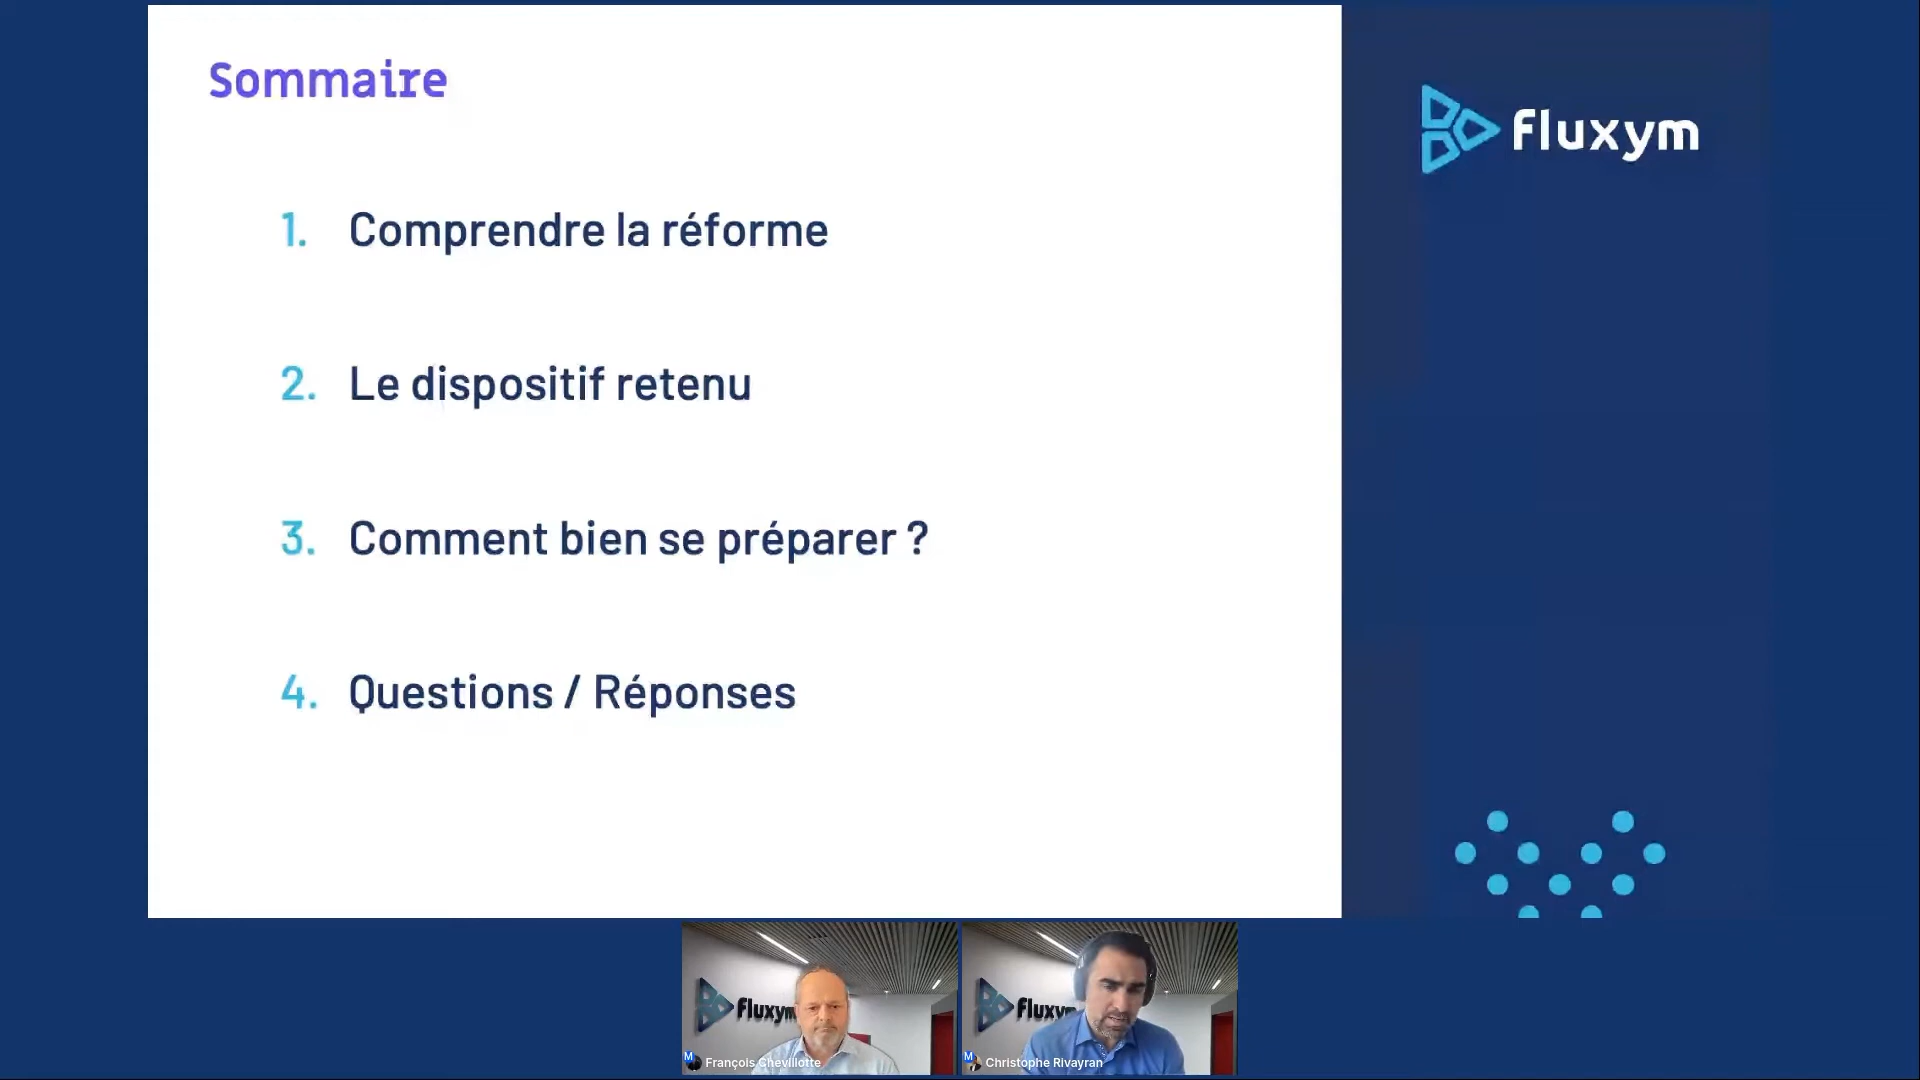 Sommaire
fluxym
1. Comprendre la réforme
2. Le dispositif retenu
3. Comment bien se préparer ?
4. Questions / Réponses
fluxym
fluxym
M François Chevillotte
M Christophe Rivayran